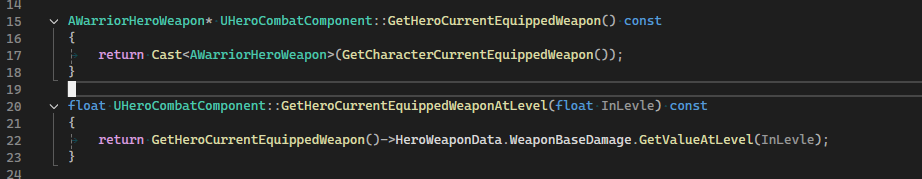 14
15 AWarriorHeroWeapon* UHeroCombatComponent::GetHeroCurrentEquippedWeapon() const
16 {
17 return Cast<AWarriorHeroWeapon>(GetCharacterCurrentEquippedWeapon());
18 }
19
20 float UHeroCombatComponent::GetHeroCurrentEquippedWeaponAtLevel(float InLevle) const
21 {
22 return GetHeroCurrentEquippedWeapon()->HeroWeaponData.WeaponBaseDamage.GetValueAtLevel(InLevle);
23 }
24